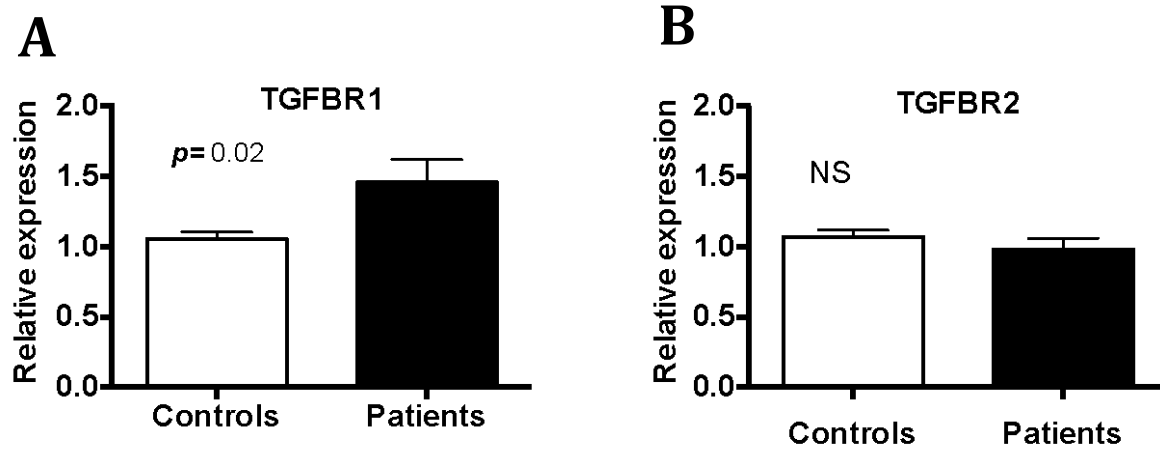 A
TGFBR1
Relative expression
2.0
1.5
1.0
0.5
0.0
p= 0.02
Controls
Patients
B
TGFBR2
Relative expression
2.0
1.5
1.0
0.5
0.0
NS
Controls
Patients